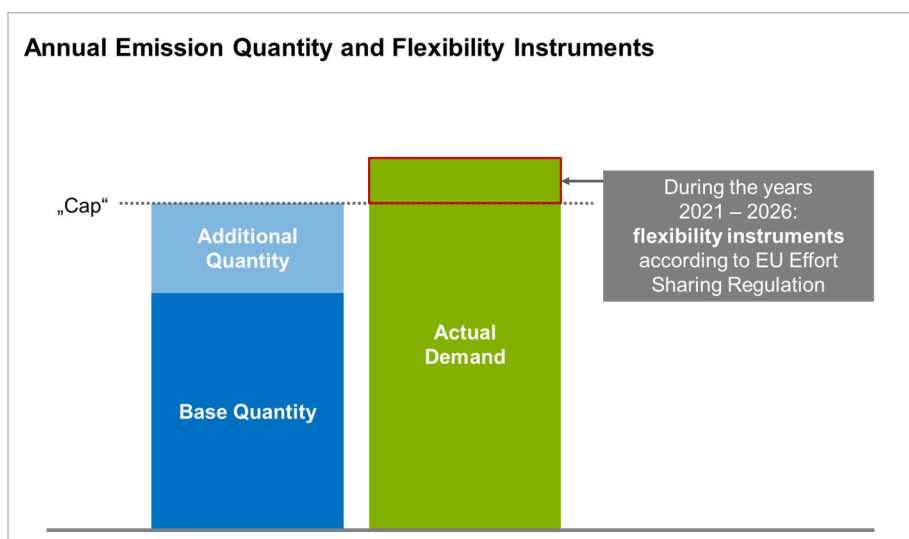 Annual Emission Quantity and Flexibility Instruments
„Cap“
Additional
Quantity
Base Quantity
Actual
Demand
During the years
2021 – 2026:
flexibility instruments
according to EU Effort
Sharing Regulation